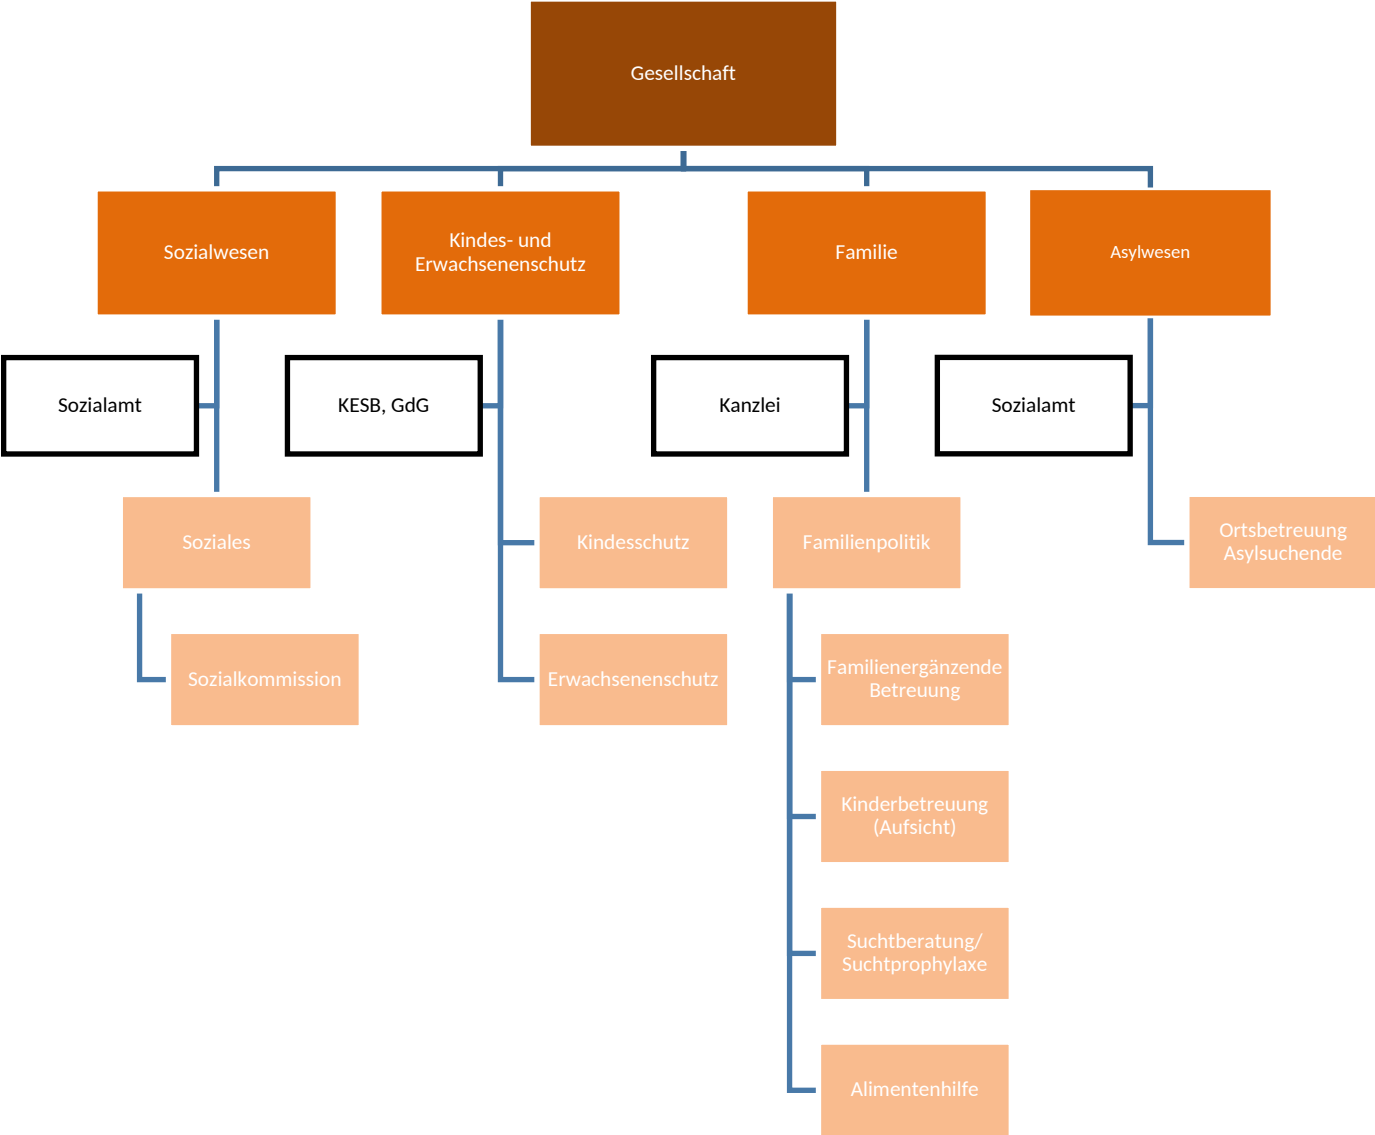 Gesellschaft
Sozialwesen
Kindes- und
Erwachsenenschutz
Familie
Asylwesen
Sozialamt
KESB, GdG
Kanzlei
Sozialamt
Soziales
Kindesschutz
Familienpolitik
Ortsbetreuung
Asylsuchende
Sozialkommission
Erwachsenenschutz
Familienergänzende
Betreuung
Kinderbetreuung
(Aufsicht)
Suchtberatung/
Suchtprophylaxe
Alimentenhilfe